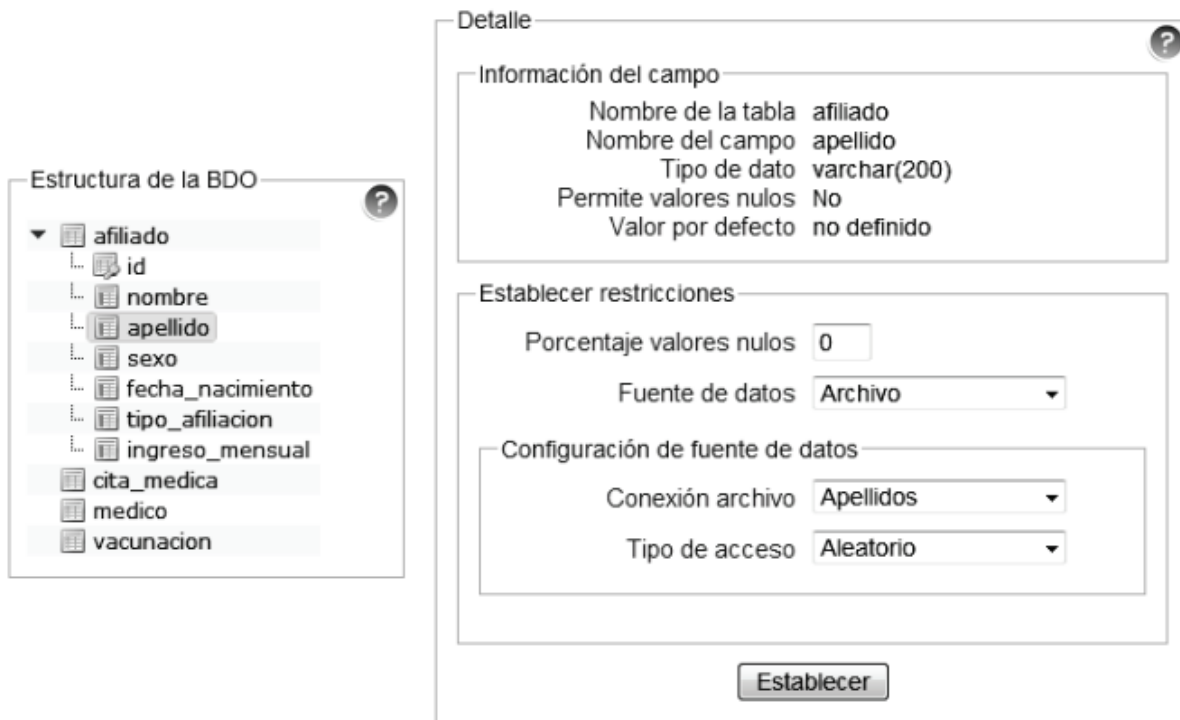 Estructura de la BDO
?
afiliado
id
nombre
apellido
sexo
fecha_nacimiento
tipo_afiliacion
ingreso_mensual
cita_medica
medico
vacunacion
Detalle
?
Información del campo
Nombre de la tabla afiliado
Nombre del campo apellido
Tipo de dato varchar(200)
Permite valores nulos No
Valor por defecto no definido
Establecer restricciones
Porcentaje valores nulos 0
Fuente de datos Archivo
Configuración de fuente de datos
Conexión archivo Apellidos
Tipo de acceso Aleatorio
Establecer